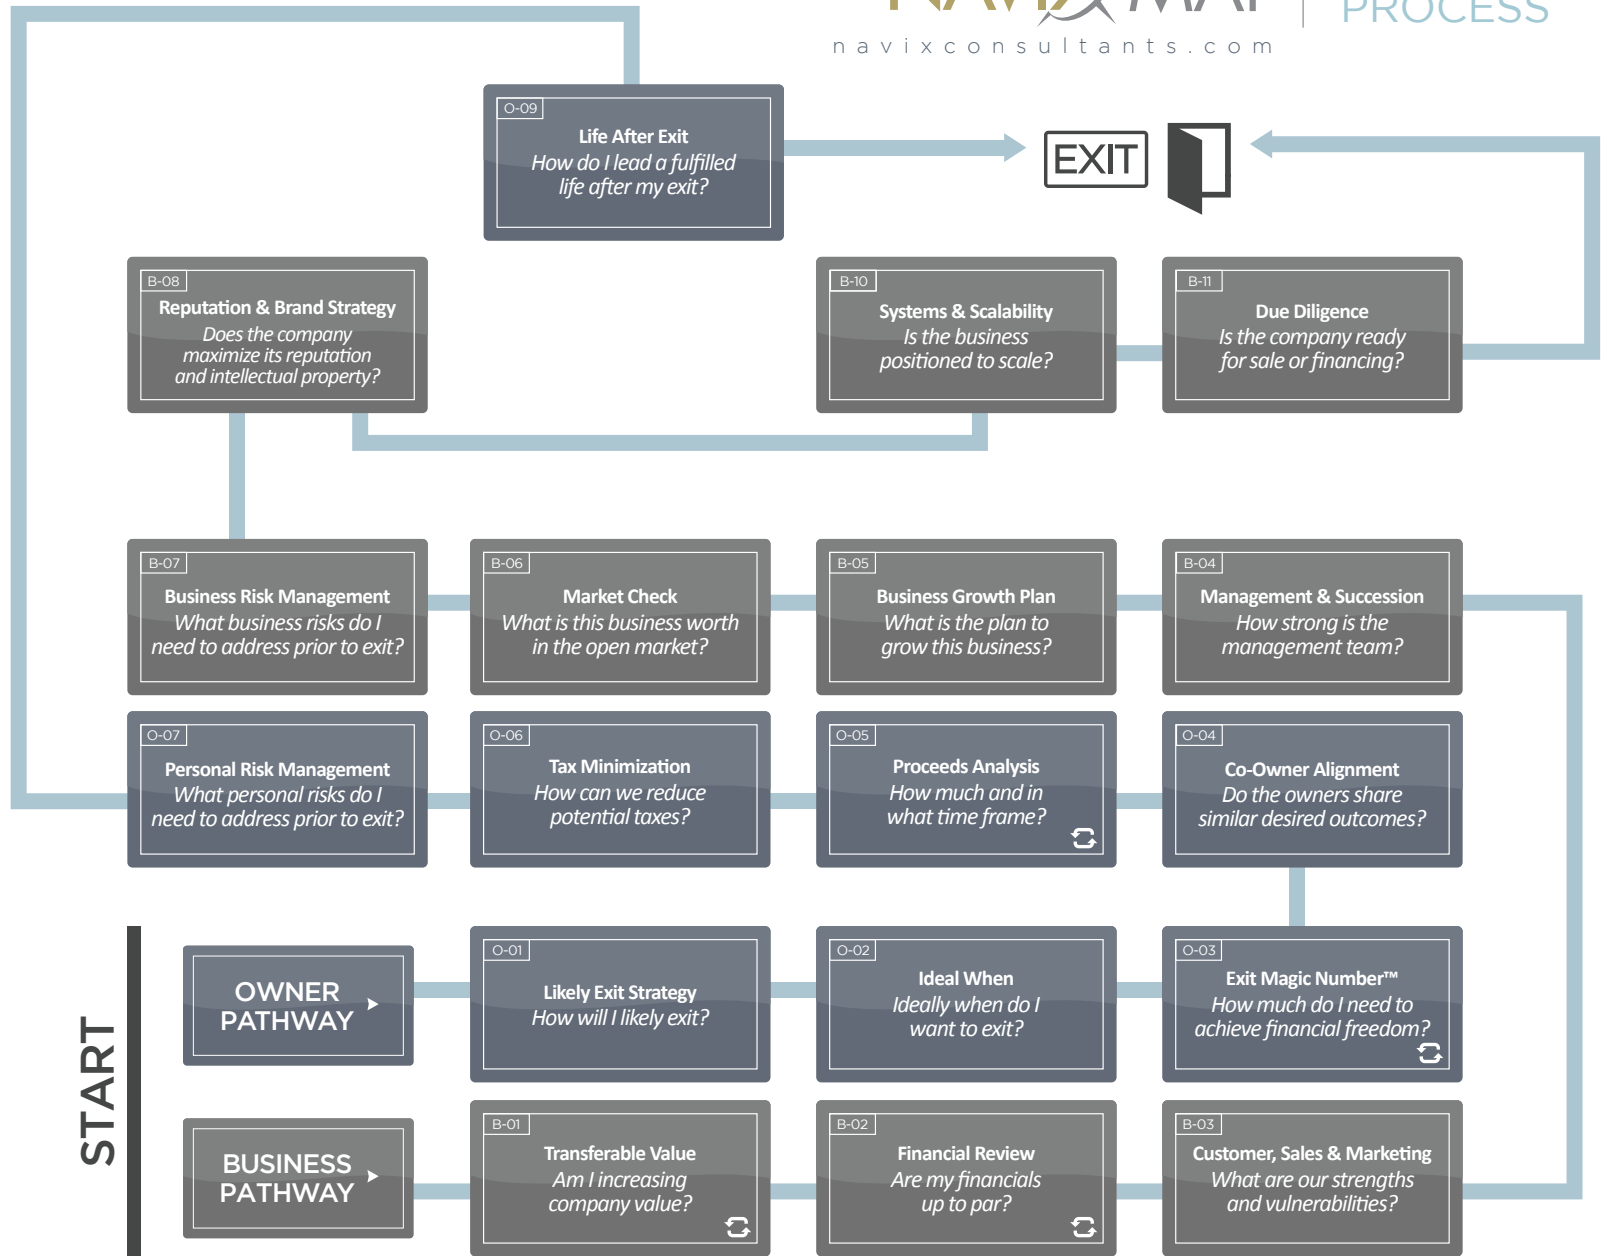 NAVIX MAP
PROCESS
navixconsultants.com
O-09
Life After Exit
How do I lead a fulfilled
life after my exit?
EXIT
B-08
Reputation & Brand Strategy
Does the company
maximize its reputation
and intellectual property?
B-10
Systems & Scalability
Is the business
positioned to scale?
B-11
Due Diligence
Is the company ready
for sale or financing?
B-07
Business Risk Management
What business risks do I
need to address prior to exit?
B-06
Market Check
What is this business worth
in the open market?
B-05
Business Growth Plan
What is the plan to
grow this business?
B-04
Management & Succession
How strong is the
management team?
O-07
Personal Risk Management
What personal risks do I
need to address prior to exit?
O-06
Tax Minimization
How can we reduce
potential taxes?
O-05
Proceeds Analysis
How much and in
what time frame?
O-04
Co-Owner Alignment
Do the owners share
similar desired outcomes?
START
OWNER
PATHWAY
O-01
Likely Exit Strategy
How will I likely exit?
O-02
Ideal When
Ideally when do I
want to exit?
O-03
Exit Magic Number™
How much do I need to
achieve financial freedom?
BUSINESS
PATHWAY
B-01
Transferable Value
Am I increasing
company value?
B-02
Financial Review
Are my financials
up to par?
B-03
Customer, Sales & Marketing
What are our strengths
and vulnerabilities?